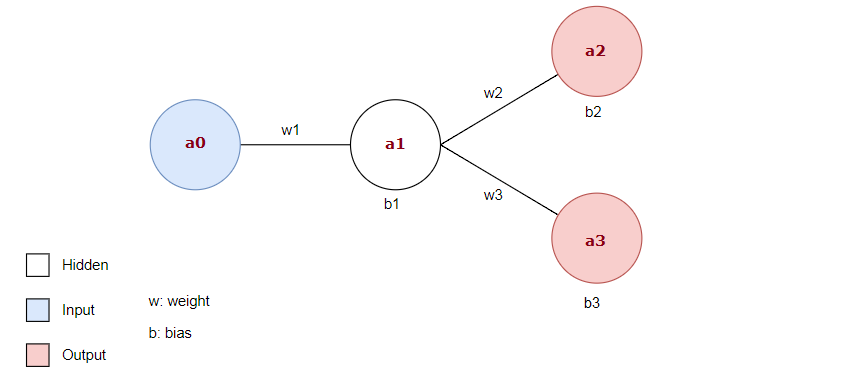 a2
w2
b2
w1
a0
a1
w3
b1
a3
b3
Hidden
Input
w: weight
b: bias
Output